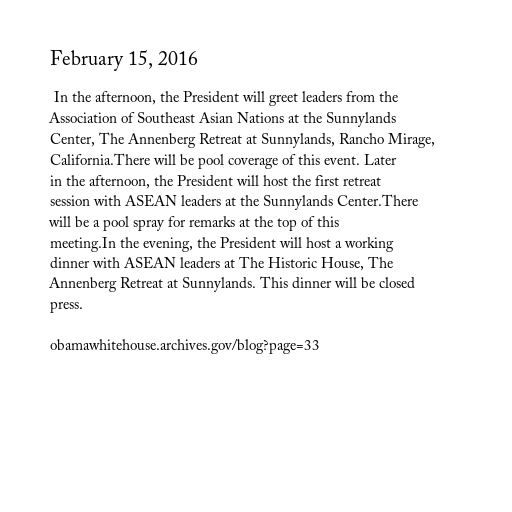 February 15, 2016
In the afternoon, the President will greet leaders from the
Association of Southeast Asian Nations at the Sunnylands
Center, The Annenberg Retreat at Sunnylands, Rancho Mirage,
California.There will be pool coverage of this event. Later
in the afternoon, the President will host the first retreat
session with ASEAN leaders at the Sunnylands Center.There
will be a pool spray for remarks at the top of this
meeting.In the evening, the President will host a working
dinner with ASEAN leaders at The Historic House, The
Annenberg Retreat at Sunnylands. This dinner will be closed
press.
obamawhitehouse.archives.gov/blog?page=33